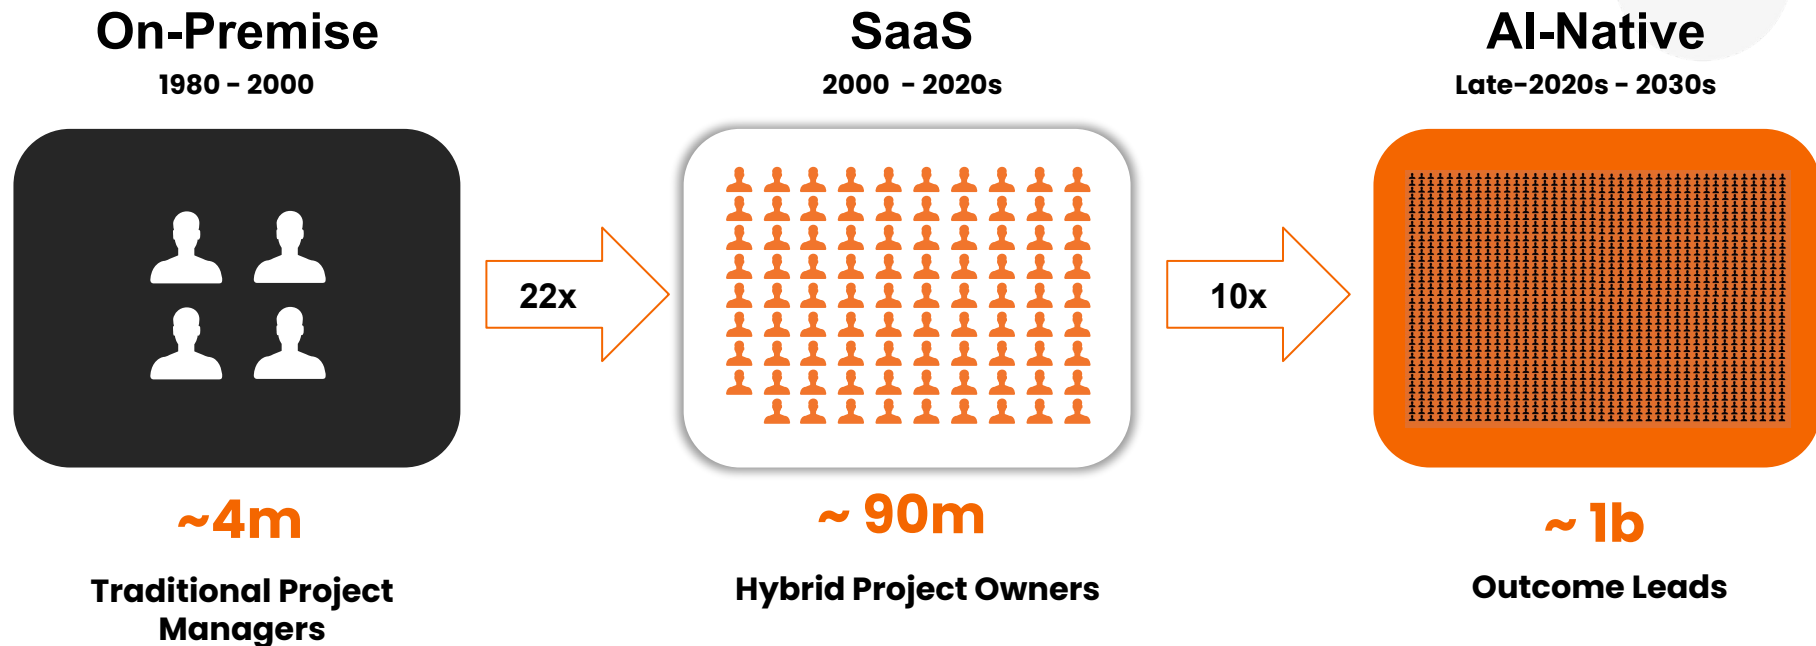 On-Premise
1980 - 2000
~4m
Traditional Project
Managers
22x
SaaS
2000 - 2020s
~ 90m
Hybrid Project Owners
10x
AI-Native
Late-2020s - 2030s
~ 1b
Outcome Leads